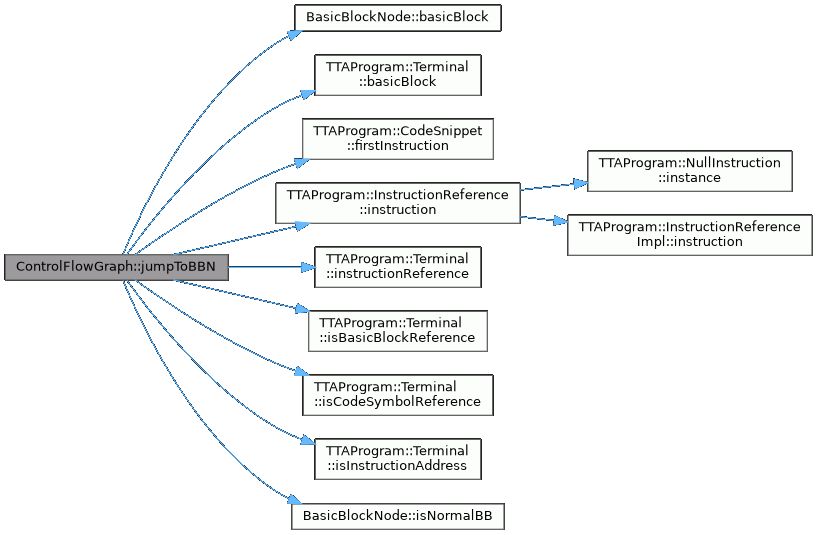 BasicBlockNode::basicBlock
TTAProgram::Terminal
::basicBlock
TTAProgram::CodeSnippet
::firstInstruction
TTAProgram::NullInstruction
::instance
TTAProgram::InstructionReference
::instruction
TTAProgram::InstructionReference
Impl::instruction
ControlFlowGraph::jumpToBBN
TTAProgram::Terminal
::instructionReference
TTAProgram::Terminal
::isBasicBlockReference
TTAProgram::Terminal
::isCodeSymbolReference
TTAProgram::Terminal
::isInstructionAddress
BasicBlockNode::isNormalBB